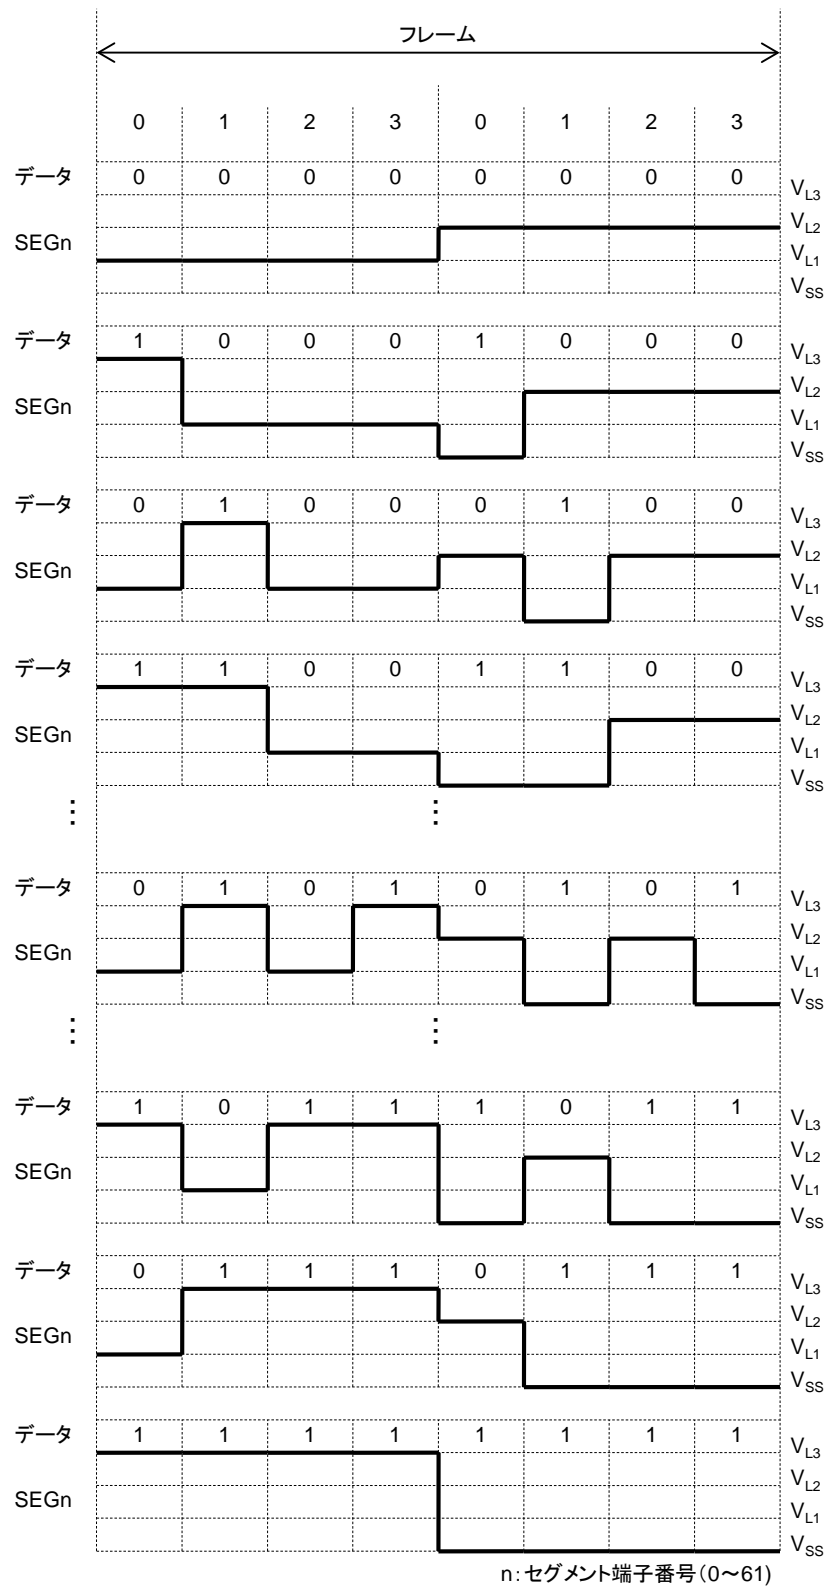 フレーム
0 1 2 3 0 1 2 3
データ 0 0 0 0 0 0 0 0
VL3
VL2
SEGn
VL1
VSS
データ 1 0 0 0 1 0 0 0
VL3
VL2
SEGn
VL1
VSS
データ 0 1 0 0 0 1 0 0
VL3
VL2
SEGn
VL1
VSS
データ 1 1 0 0 1 1 0 0
VL3
VL2
SEGn
VL1
VSS
⋮ ⋮
データ 0 1 0 1 0 1 0 1
VL3
VL2
SEGn
VL1
VSS
⋮ ⋮
データ 1 0 1 1 1 0 1 1
VL3
VL2
SEGn
VL1
VSS
データ 0 1 1 1 0 1 1 1
VL3
VL2
SEGn
VL1
VSS
データ 1 1 1 1 1 1 1 1
VL3
VL2
SEGn
VL1
VSS
n:セグメント端子番号(0～61)